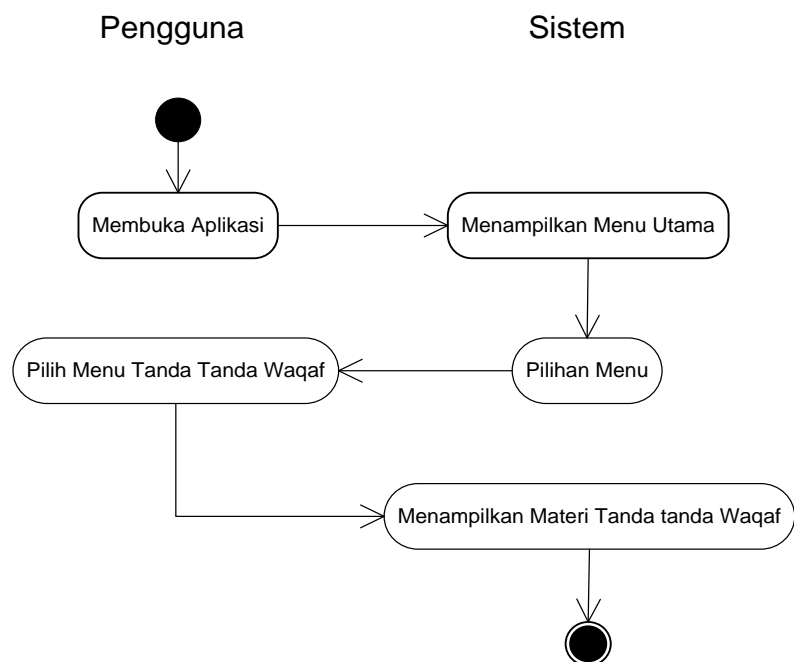 Pengguna
Sistem
Membuka Aplikasi
Menampilkan Menu Utama
Pilih Menu Tanda Tanda Waqaf
Pilihan Menu
Menampilkan Materi Tanda tanda Waqaf